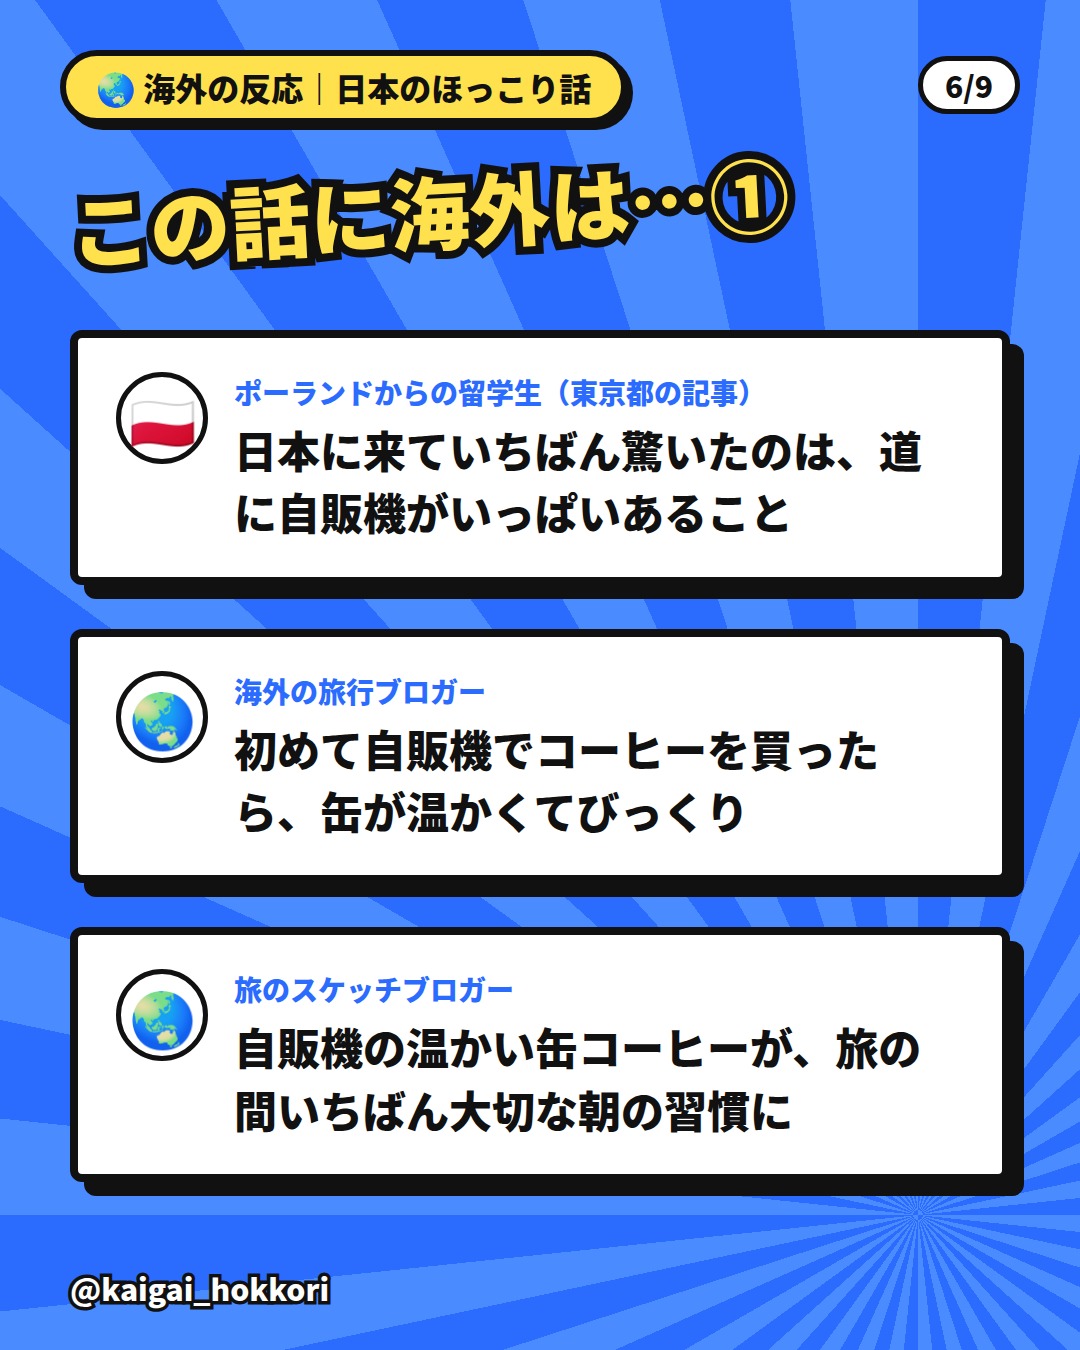 海外の反応｜日本のほっこり話
6/9
この話に海外は…①
ポーランドからの留学生（東京都の記事）
日本に来ていちばん驚いたのは、道
に自販機がいっぱいあること
海外の旅行ブロガー
初めて自販機でコーヒーを買った
ら、缶が温かくてびっくり
旅のスケッチブロガー
自販機の温かい缶コーヒーが、旅の
間いちばん大切な朝の習慣に
@kaigai_hokkori